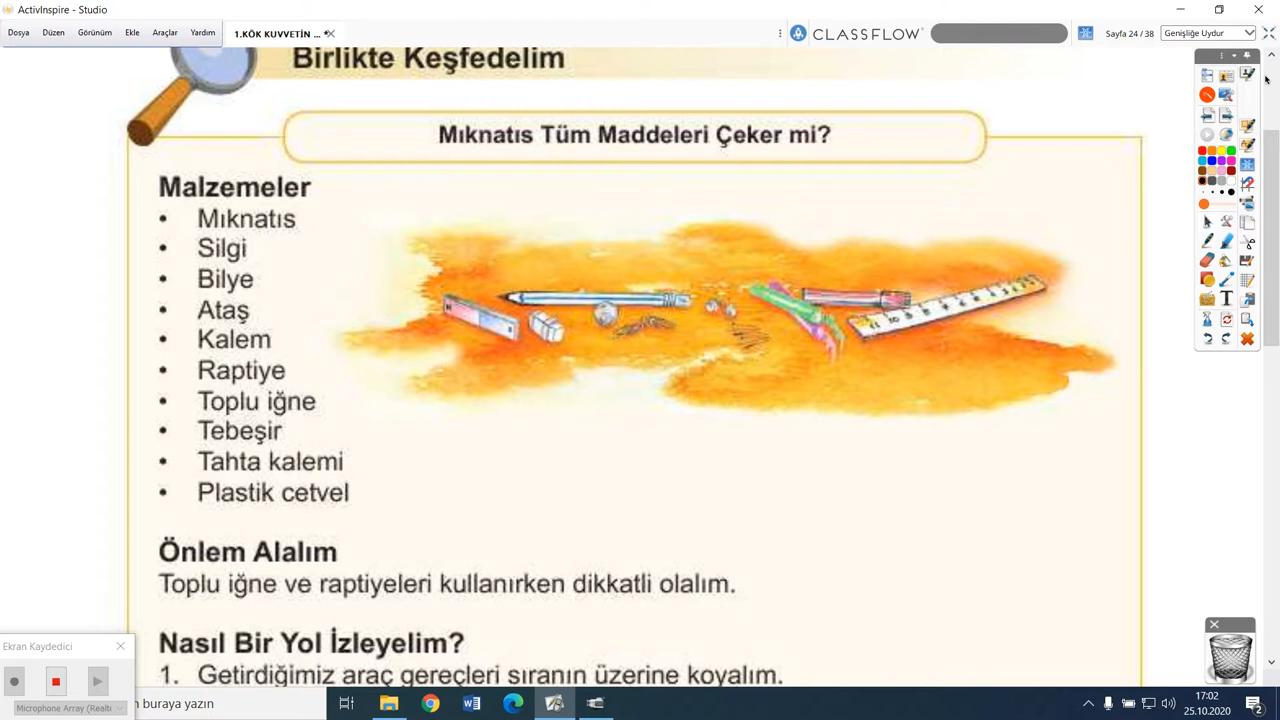 ActivInspire - Studio
Dosya Düzen Görünüm Ekle Araçlar Yardım
1.KÖK KUVVETİN ...
CLASSFLOW
Sayfa 24 / 38
Genişliğe Uydur
Birlikte Keşfedelim
Mıknatıs Tüm Maddeleri Çeker mi?
Malzemeler
• Mıknatıs
• Silgi
• Bilye
• Ataş
• Kalem
• Raptiye
• Toplu iğne
• Tebeşir
• Tahta kalemi
• Plastik cetvel
Önlem Alalım
Toplu iğne ve raptiyeleri kullanırken dikkatli olalım.
Nasıl Bir Yol İzleyelim?
1. Getirdiğimiz araç gereçleri sıranın üzerine koyalım.
Ekran Kaydedici
Microphone Array (Realt
n buraya yazın
17:02
25.10.2020
2